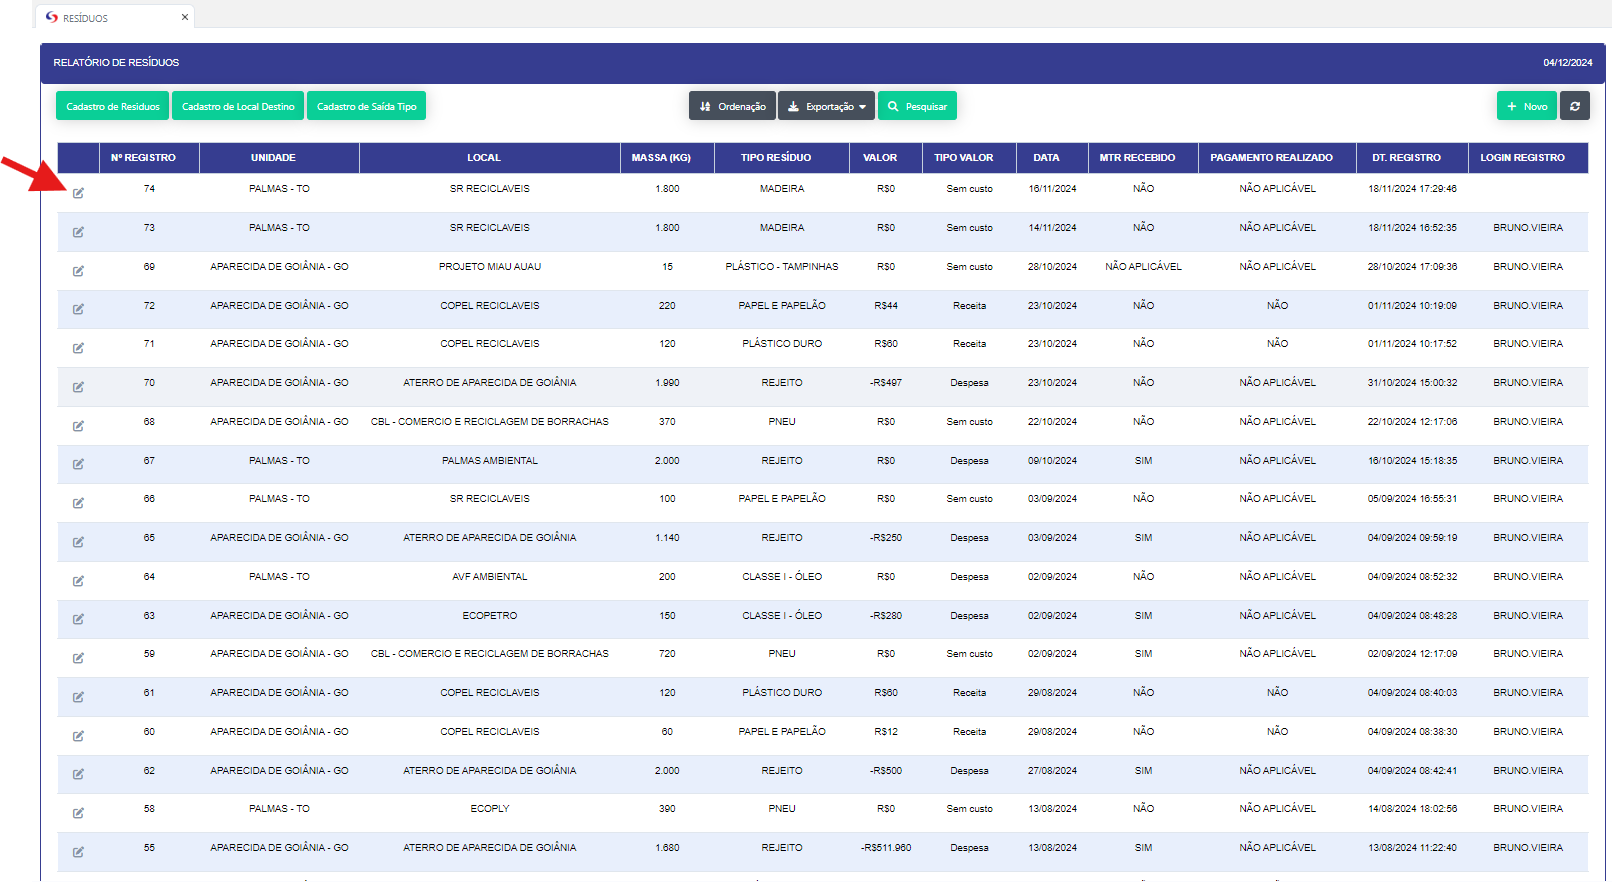 RESÍDUOS ×
RELATÓRIO DE RESÍDUOS 04/12/2024
Cadastro de Residuos Cadastro de Local Destino Cadastro de Saída Tipo Ordenação Exportação Pesquisar + Novo
Nº REGISTRO UNIDADE LOCAL MASSA (KG) TIPO RESÍDUO VALOR TIPO VALOR DATA MTR RECEBIDO PAGAMENTO REALIZADO DT. REGISTRO LOGIN REGISTRO
74 PALMAS - TO SR RECICLAVEIS 1.800 MADEIRA R$0 Sem custo 16/11/2024 NÃO NÃO APLICÁVEL 18/11/2024 17:29:46
73 PALMAS - TO SR RECICLAVEIS 1.800 MADEIRA R$0 Sem custo 14/11/2024 NÃO NÃO APLICÁVEL 18/11/2024 16:52:35 BRUNO.VIEIRA
69 APARECIDA DE GOIÂNIA - GO PROJETO MIAU AUAU 15 PLÁSTICO - TAMPINHAS R$0 Sem custo 28/10/2024 NÃO APLICÁVEL NÃO APLICÁVEL 28/10/2024 17:09:36 BRUNO.VIEIRA
72 APARECIDA DE GOIÂNIA - GO COPEL RECICLAVEIS 220 PAPEL E PAPELÃO R$44 Receita 23/10/2024 NÃO NÃO 01/11/2024 10:19:09 BRUNO.VIEIRA
71 APARECIDA DE GOIÂNIA - GO COPEL RECICLAVEIS 120 PLÁSTICO DURO R$60 Receita 23/10/2024 NÃO NÃO 01/11/2024 10:17:52 BRUNO.VIEIRA
70 APARECIDA DE GOIÂNIA - GO ATERRO DE APARECIDA DE GOIÂNIA 1.990 REJEITO -R$497 Despesa 23/10/2024 NÃO NÃO APLICÁVEL 31/10/2024 15:00:32 BRUNO.VIEIRA
68 APARECIDA DE GOIÂNIA - GO CBL - COMERCIO E RECICLAGEM DE BORRACHAS 370 PNEU R$0 Sem custo 22/10/2024 NÃO NÃO APLICÁVEL 22/10/2024 12:17:06 BRUNO.VIEIRA
67 PALMAS - TO PALMAS AMBIENTAL 2.000 REJEITO R$0 Despesa 09/10/2024 SIM NÃO APLICÁVEL 16/10/2024 15:18:35 BRUNO.VIEIRA
66 PALMAS - TO SR RECICLAVEIS 100 PAPEL E PAPELÃO R$0 Sem custo 03/09/2024 NÃO NÃO APLICÁVEL 05/09/2024 16:55:31 BRUNO.VIEIRA
65 APARECIDA DE GOIÂNIA - GO ATERRO DE APARECIDA DE GOIÂNIA 1.140 REJEITO -R$250 Despesa 03/09/2024 SIM NÃO APLICÁVEL 04/09/2024 09:59:19 BRUNO.VIEIRA
64 PALMAS - TO AVF AMBIENTAL 200 CLASSE I - ÓLEO R$0 Despesa 02/09/2024 NÃO NÃO APLICÁVEL 04/09/2024 08:52:32 BRUNO.VIEIRA
63 APARECIDA DE GOIÂNIA - GO ECOPETRO 150 CLASSE I - ÓLEO -R$280 Despesa 02/09/2024 SIM NÃO APLICÁVEL 04/09/2024 08:48:28 BRUNO.VIEIRA
59 APARECIDA DE GOIÂNIA - GO CBL - COMERCIO E RECICLAGEM DE BORRACHAS 720 PNEU R$0 Sem custo 02/09/2024 SIM NÃO APLICÁVEL 02/09/2024 12:17:09 BRUNO.VIEIRA
61 APARECIDA DE GOIÂNIA - GO COPEL RECICLAVEIS 120 PLÁSTICO DURO R$60 Receita 29/08/2024 NÃO NÃO 04/09/2024 08:40:03 BRUNO.VIEIRA
60 APARECIDA DE GOIÂNIA - GO COPEL RECICLAVEIS 60 PAPEL E PAPELÃO R$12 Receita 29/08/2024 NÃO NÃO 04/09/2024 08:38:30 BRUNO.VIEIRA
62 APARECIDA DE GOIÂNIA - GO ATERRO DE APARECIDA DE GOIÂNIA 2.000 REJEITO -R$500 Despesa 27/08/2024 SIM NÃO APLICÁVEL 04/09/2024 08:42:41 BRUNO.VIEIRA
58 PALMAS - TO ECOPLY 390 PNEU R$0 Sem custo 13/08/2024 NÃO NÃO APLICÁVEL 14/08/2024 18:02:56 BRUNO.VIEIRA
55 APARECIDA DE GOIÂNIA - GO ATERRO DE APARECIDA DE GOIÂNIA 1.680 REJEITO -R$511.960 Despesa 13/08/2024 SIM NÃO APLICÁVEL 13/08/2024 11:22:40 BRUNO.VIEIRA